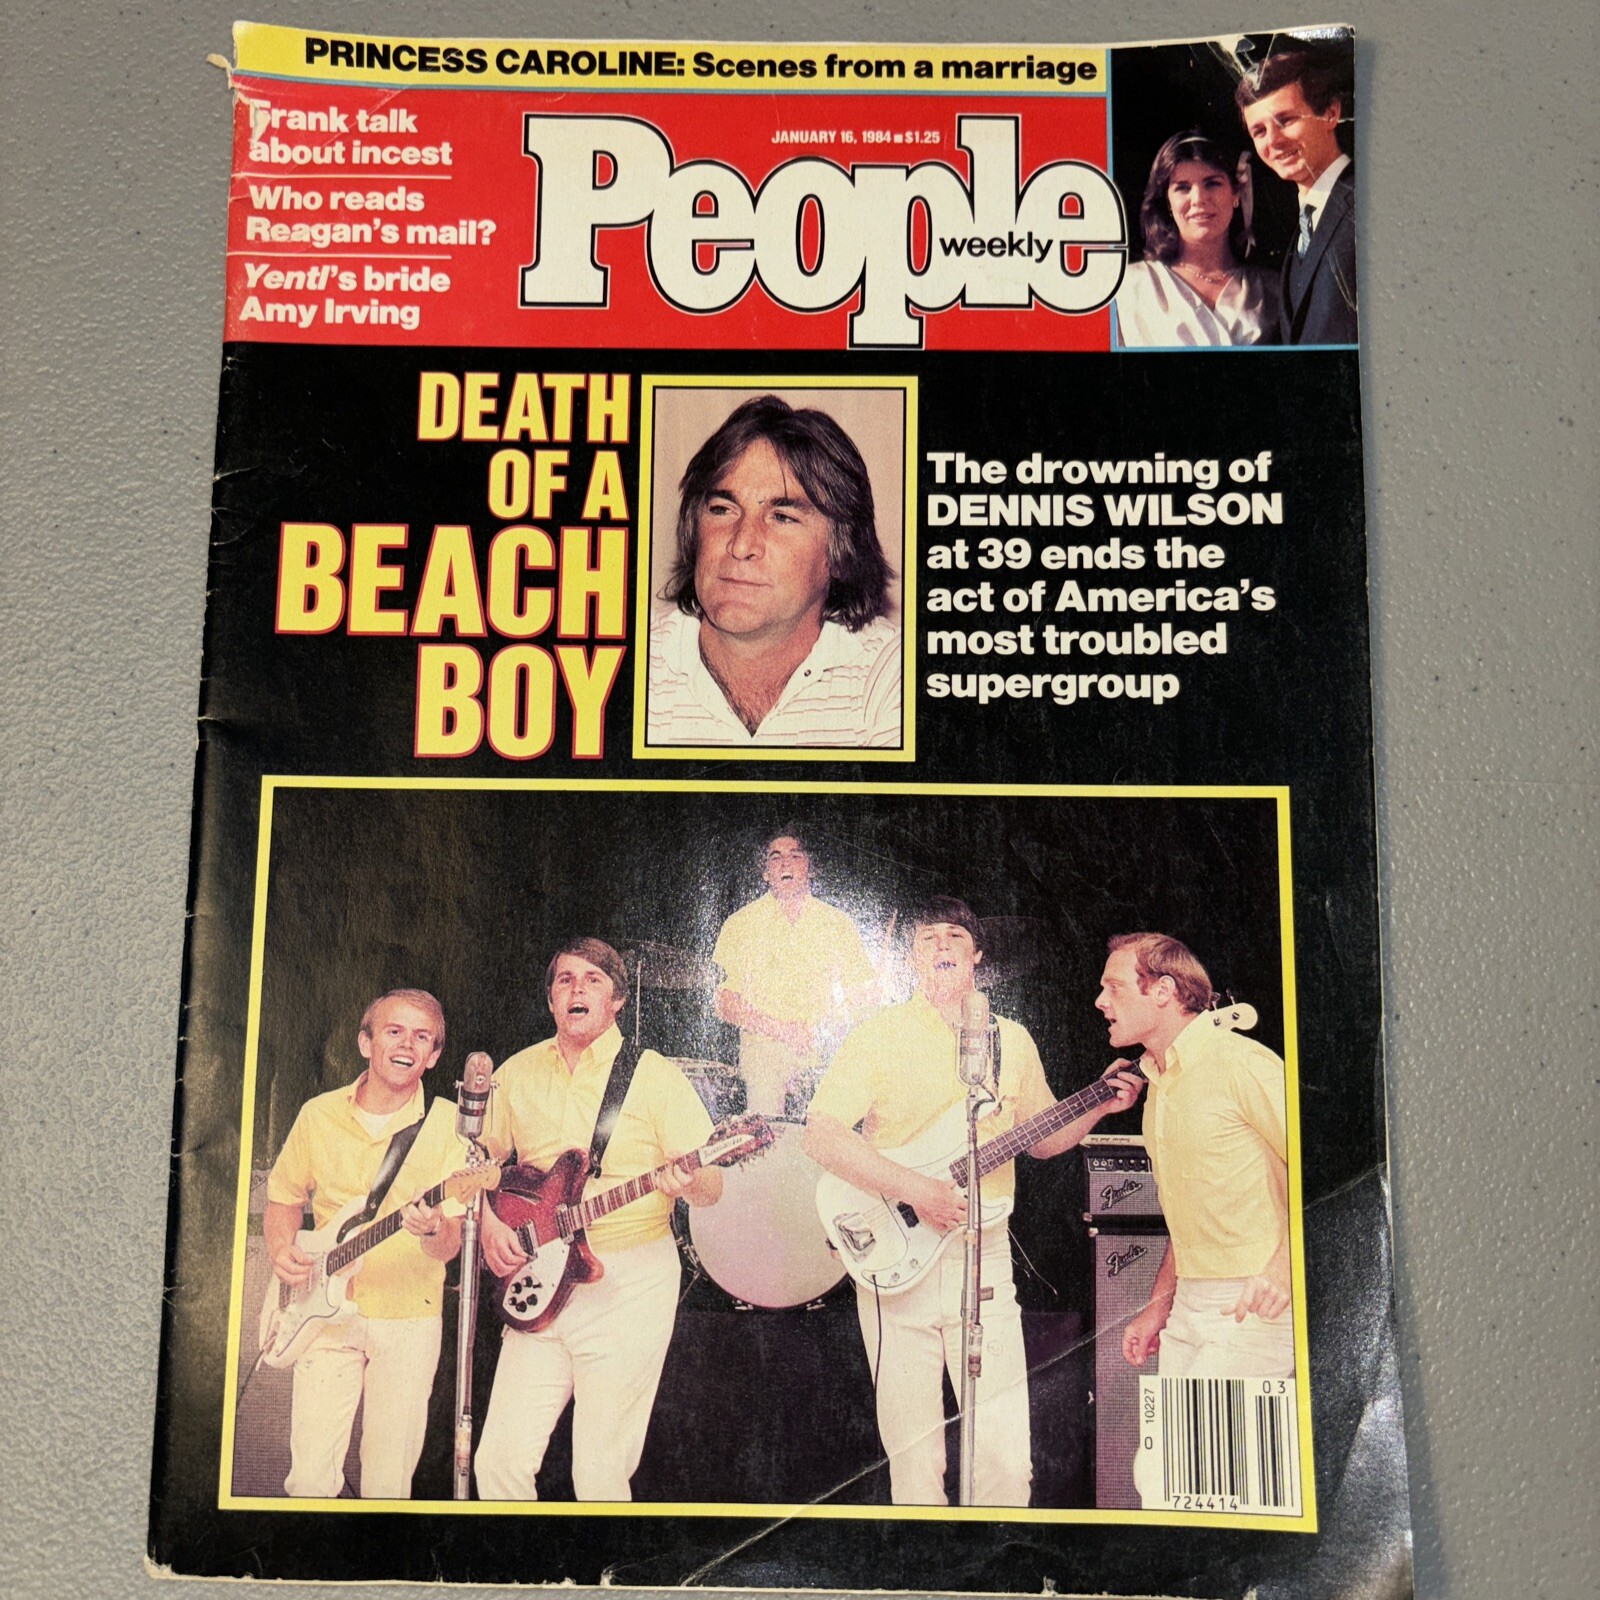 PRINCESS CAROLINE: Scenes from a marriage
Frank talk
about incest
Who reads
Reagan's mail?
Yentl's bride
Amy Irving
JANUARY 16, 1984 ■ $1.25
People
weekly
DEATH
OF A
BEACH
BOY
The drowning of
DENNIS WILSON
at 39 ends the
act of America's
most troubled
supergroup
Rickenbacker
Fender
Fender
03
0 10227
724414